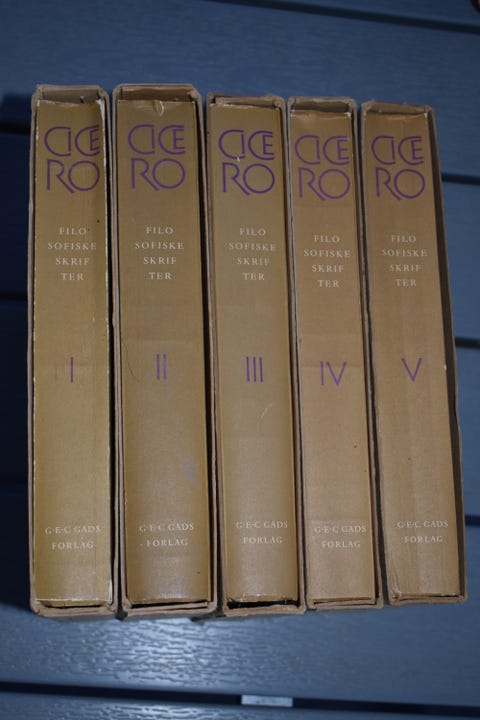 CICE
RO
FILO
SOFISKE
SKRIF
TER
I
G·E·C GADS
FORLAG
CICE
RO
FILO
SOFISKE
SKRIF
TER
II
G·E·C GADS
FORLAG
CICE
RO
FILO
SOFISKE
SKRIF
TER
III
G·E·C GADS
FORLAG
CICE
RO
FILO
SOFISKE
SKRIF
TER
IV
G·E·C GADS
FORLAG
CICE
RO
FILO
SOFISKE
SKRIF
TER
V
G·E·C GADS
FORLAG